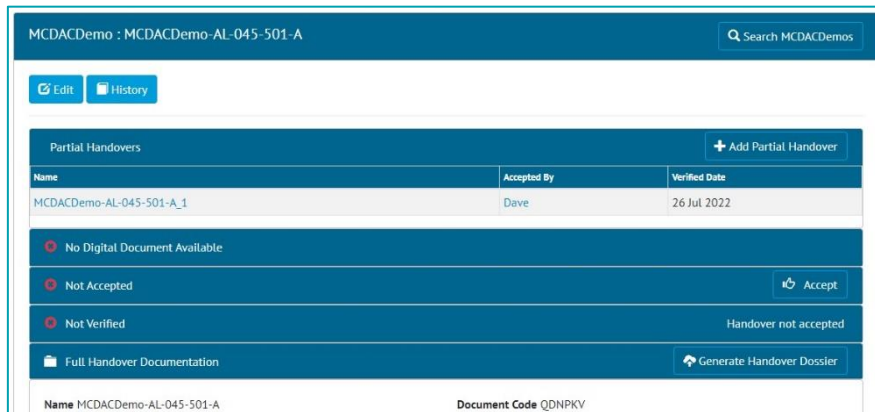 MCDACDemo : MCDACDemo-AL-045-501-A
Search MCDACDemos
Edit
History
Partial Handovers
Add Partial Handover
Name Accepted By Verified Date
MCDACDemo-AL-045-501-A_1 Dave 26 Jul 2022
No Digital Document Available
Not Accepted
Accept
Not Verified
Handover not accepted
Full Handover Documentation
Generate Handover Dossier
Name MCDACDemo-AL-045-501-A
Document Code QDNPKV